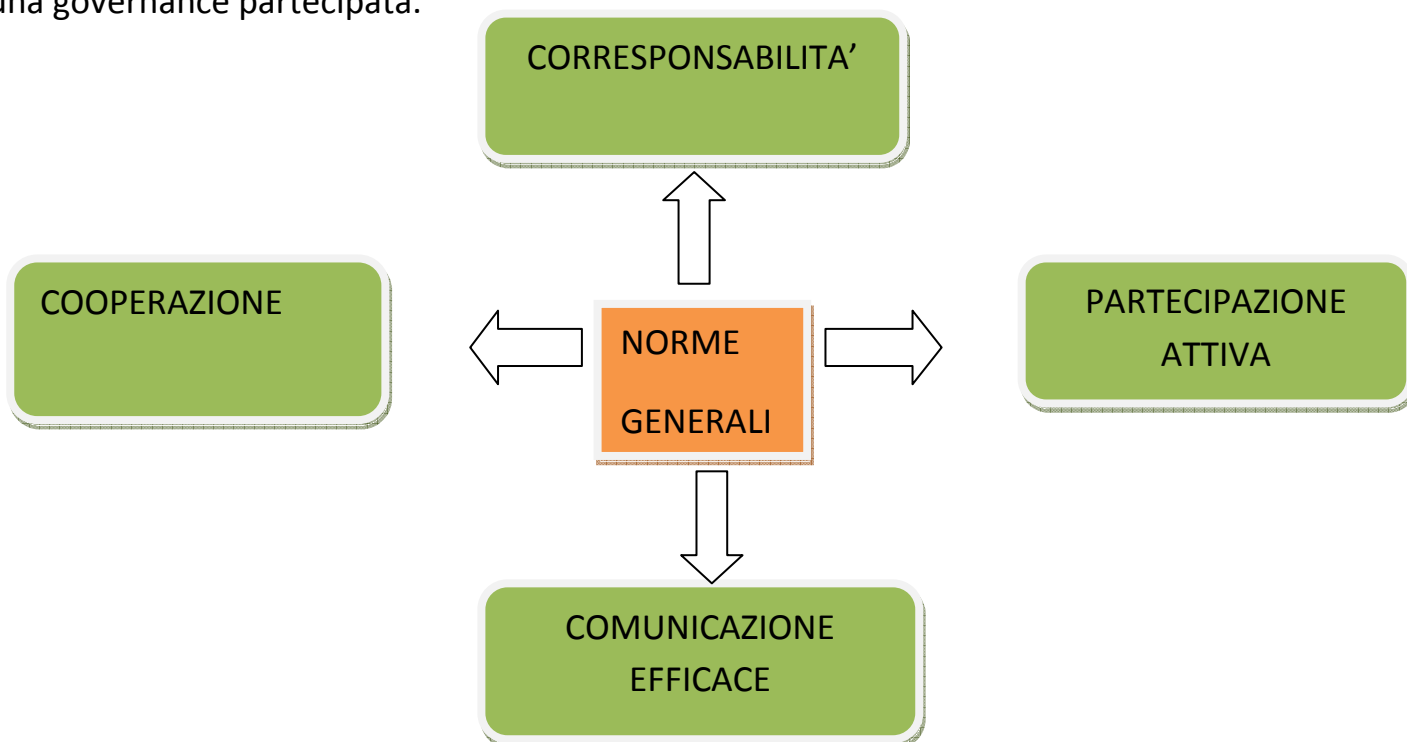 una governance partecipata.
CORRESPONSABILITA’
COOPERAZIONE
NORME
GENERALI
PARTECIPAZIONE
ATTIVA
COMUNICAZIONE
EFFICACE